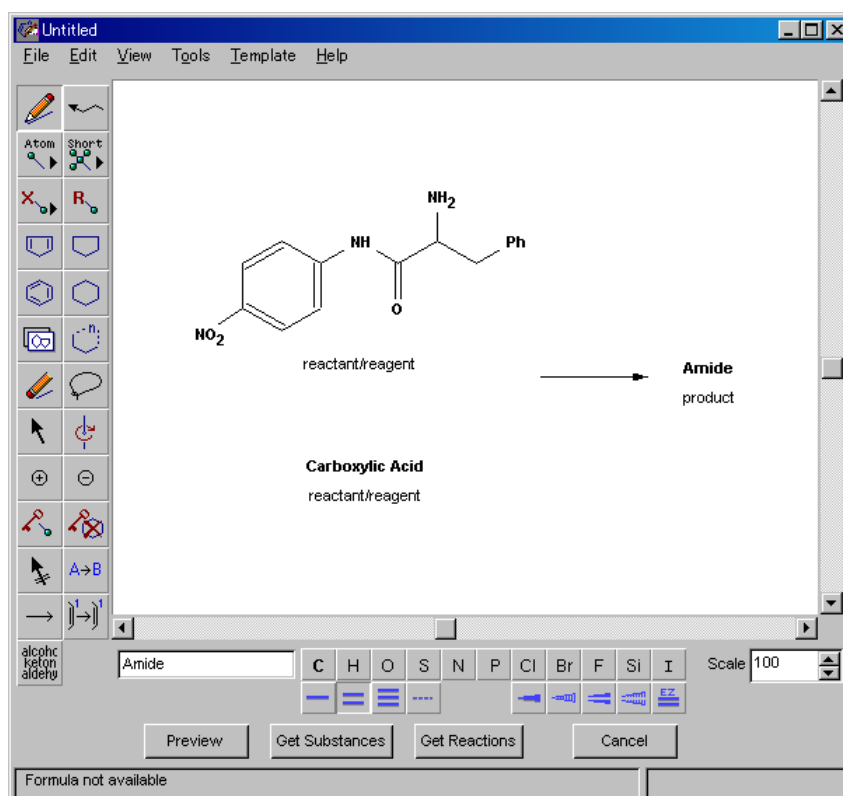 Untitled
File Edit View Tools Template Help
Atom Short
X R
n
NH₂
NH Ph
O
NO₂
reactant/reagent
Amide
product
Carboxylic Acid
reactant/reagent
A→B
1 1
alcohc
keton
aldehy
Amide C H O S N P Cl Br F Si I Scale 100
EZ
Preview Get Substances Get Reactions Cancel
Formula not available